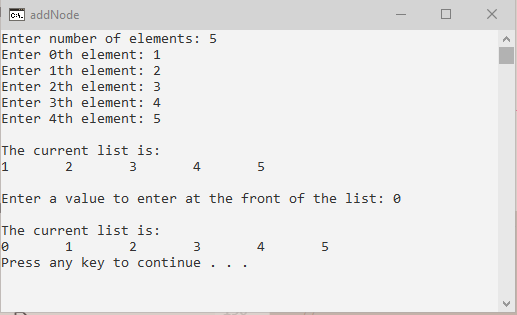 addNode
Enter number of elements: 5
Enter 0th element: 1
Enter 1th element: 2
Enter 2th element: 3
Enter 3th element: 4
Enter 4th element: 5
The current list is:
1 2 3 4 5
Enter a value to enter at the front of the list: 0
The current list is:
0 1 2 3 4 5
Press any key to continue . . .